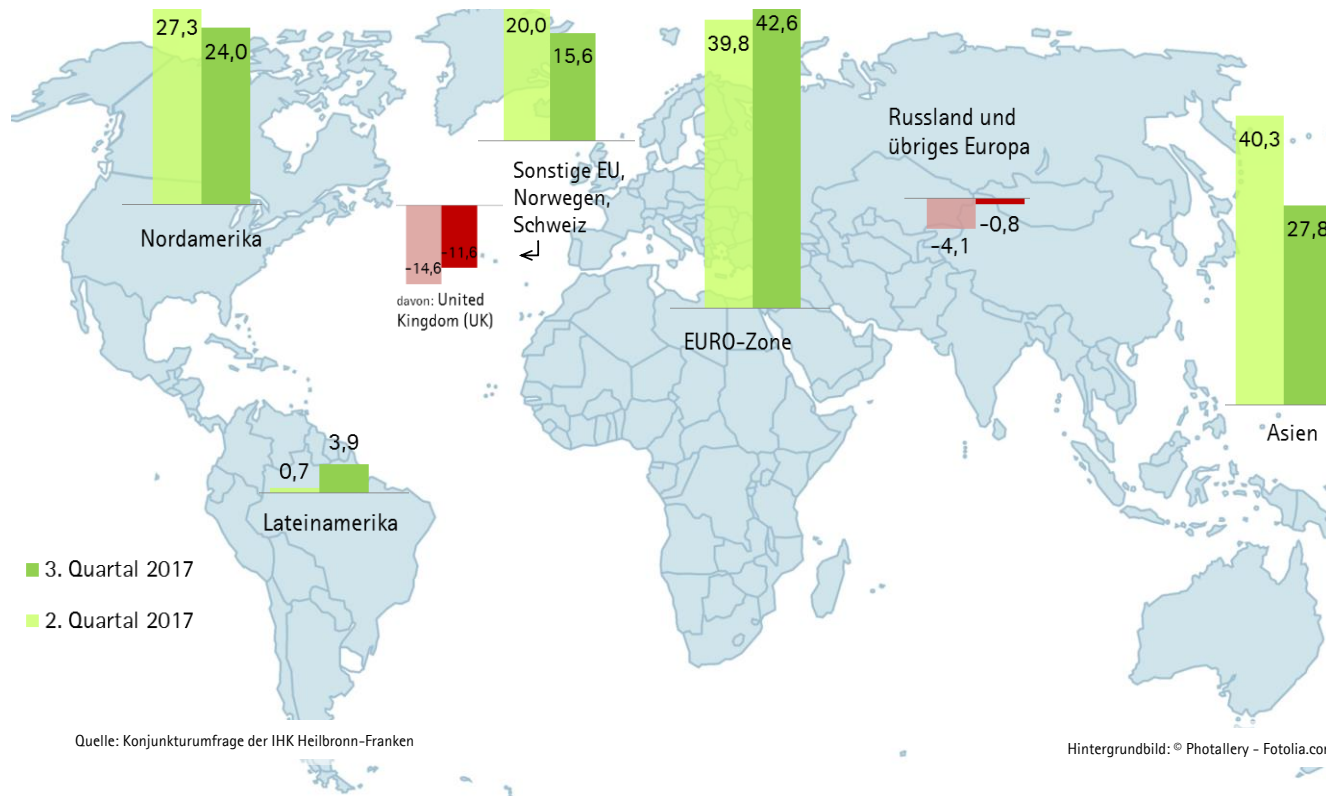 27,3
24,0
Nordamerika
20,0
15,6
Sonstige EU,
Norwegen,
Schweiz
-14,6
-11,6
davon: United
Kingdom (UK)
39,8
42,6
EURO-Zone
Russland und
übriges Europa
-4,1
-0,8
40,3
27,8
Asien
0,7
3,9
Lateinamerika
3. Quartal 2017
2. Quartal 2017
Quelle: Konjunkturumfrage der IHK Heilbronn-Franken
Hintergrundbild: © Photallery - Fotolia.com